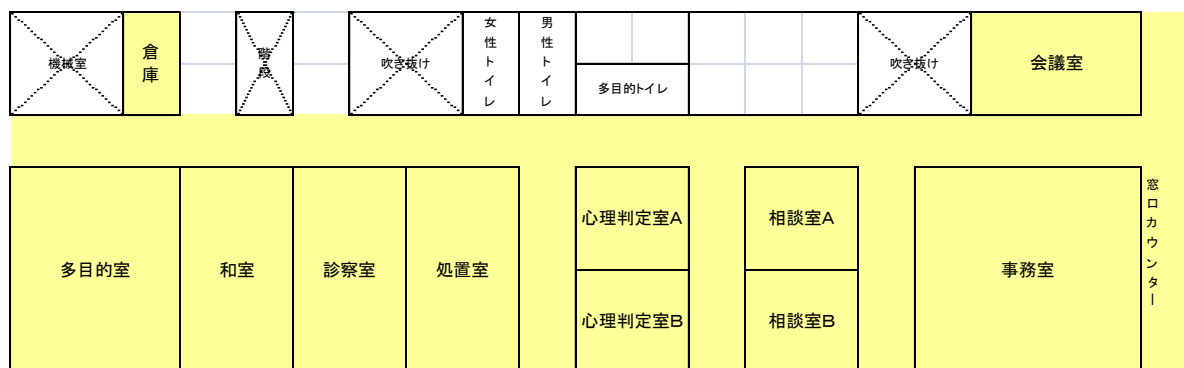 機械室
倉庫
階段
吹き抜け
女性トイレ
男性トイレ
多目的トイレ
吹き抜け
会議室
多目的室
和室
診察室
処置室
心理判定室A
心理判定室B
相談室A
相談室B
事務室
窓口カウンター